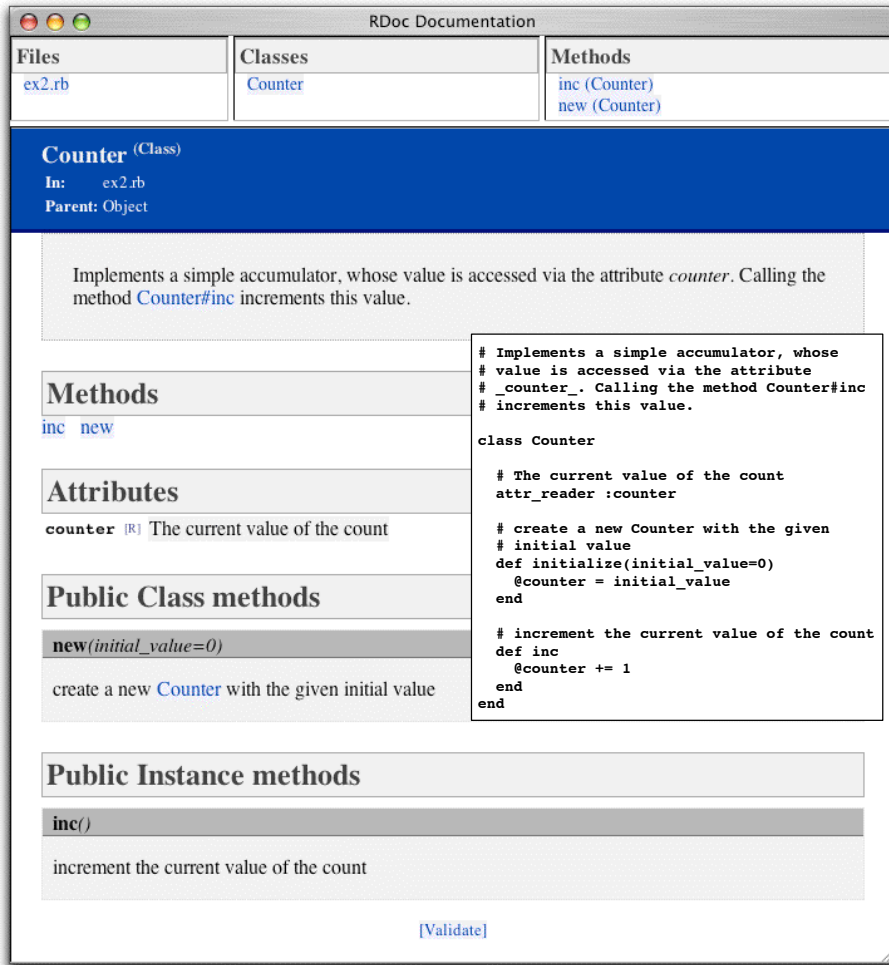 RDoc Documentation
Files
ex2.rb
Classes
Counter
Methods
inc (Counter)
new (Counter)
Counter (Class)
In: ex2.rb
Parent: Object
Implements a simple accumulator, whose value is accessed via the attribute counter. Calling the
method Counter#inc increments this value.
Methods
inc new
Attributes
counter [R] The current value of the count
Public Class methods
new(initial_value=0)
create a new Counter with the given initial value
# Implements a simple accumulator, whose
# value is accessed via the attribute
# _counter_. Calling the method Counter#inc
# increments this value.
class Counter
# The current value of the count
attr_reader :counter
# create a new Counter with the given
# initial value
def initialize(initial_value=0)
@counter = initial_value
end
# increment the current value of the count
def inc
@counter += 1
end
end
Public Instance methods
inc()
increment the current value of the count
[Validate]